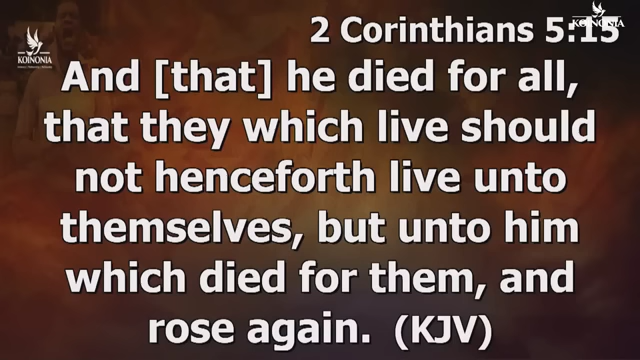 2 Corinthians 5:15
KOINONIA
KOINONIA
And [that] he died for all,
that they which live should
not henceforth live unto
themselves, but unto him
which died for them, and
rose again. (KJV)